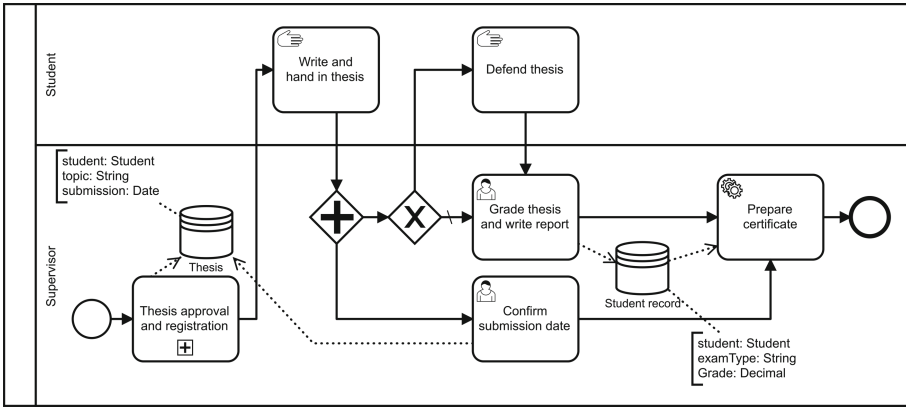 Student
Write and
hand in thesis
Defend thesis
Supervisor
student: Student
topic: String
submission: Date
Thesis
Thesis approval
and registration
X
Grade thesis
and write report
Confirm
submission date
Student record
Prepare
certificate
student: Student
examType: String
Grade: Decimal